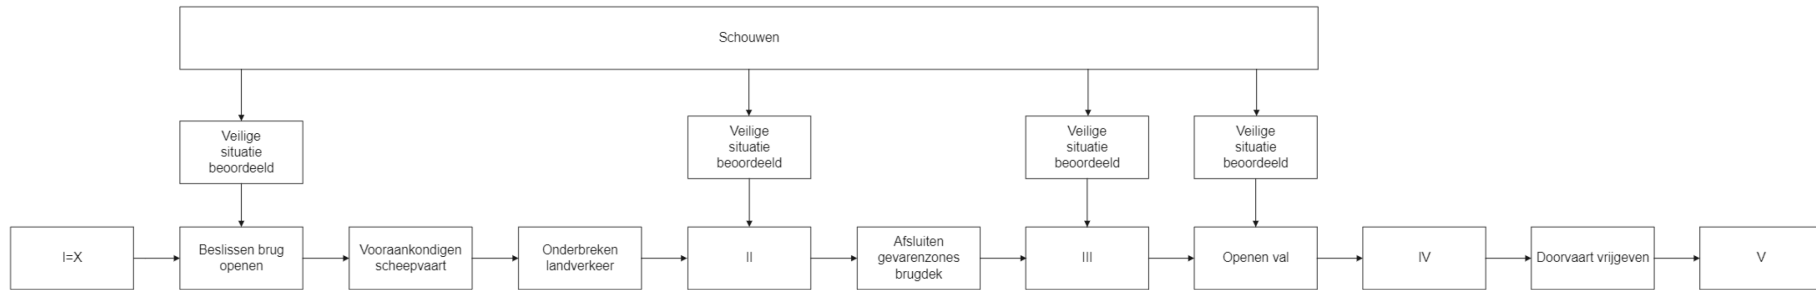 Schouwen
Veilige
situatie
beoordeeld
Veilige
situatie
beoordeeld
Veilige
situatie
beoordeeld
Veilige
situatie
beoordeeld
I=X
Beslissen brug
openen
Vooraankondigen
scheepvaart
Onderbreken
landverkeer
II
Afsluiten
gevarenzones
brugdek
III
Openen val
IV
Doorvaart vrijgeven
V